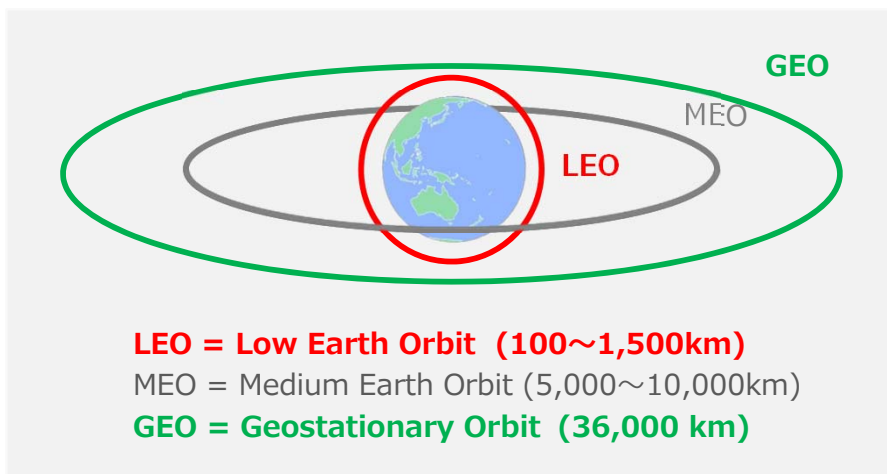 GEO
MEO
LEO
LEO = Low Earth Orbit (100～1,500km)
MEO = Medium Earth Orbit (5,000～10,000km)
GEO = Geostationary Orbit (36,000 km)